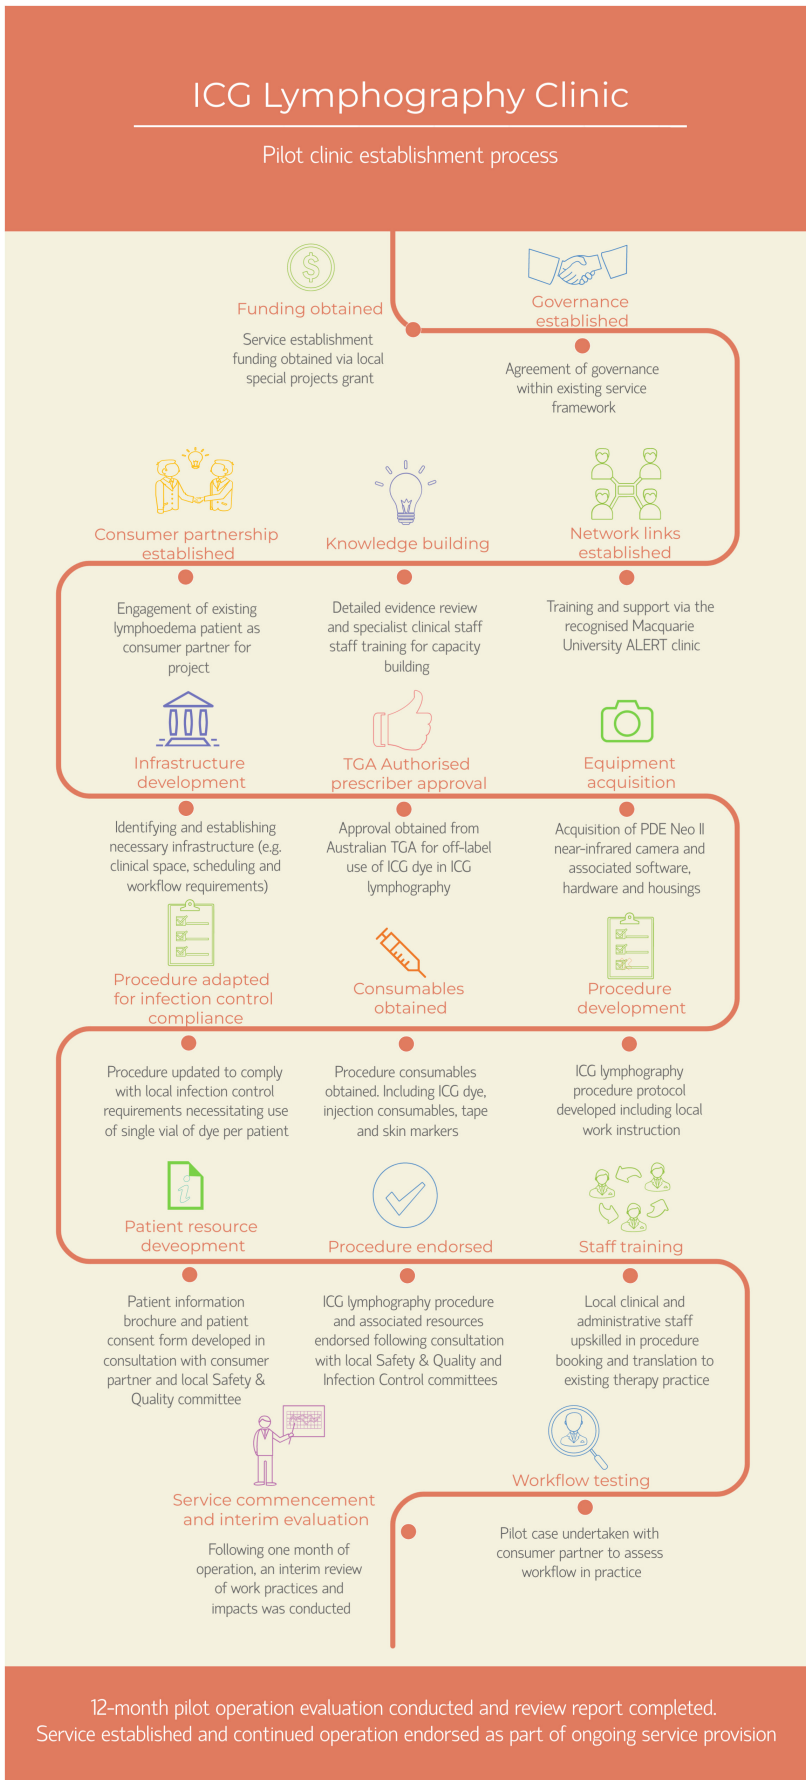 ICG Lymphography Clinic
Pilot clinic establishment process
Funding obtained
Service establishment
funding obtained via local
special projects grant
Governance
established
Agreement of governance
within existing service
framework
Network links
established
Training and support via the
recognised Macquarie
University ALERT clinic
Knowledge building
Detailed evidence review
and specialist clinical staff
staff training for capacity
building
Consumer partnership
established
Engagement of existing
lymphoedema patient as
consumer partner for
project
Infrastructure
development
Identifying and establishing
necessary infrastructure (e.g.
clinical space, scheduling and
workflow requirements)
TGA Authorised
prescriber approval
Approval obtained from
Australian TGA for off-label
use of ICG dye in ICG
lymphography
Equipment
acquisition
Acquisition of PDE Neo II
near-infrared camera and
associated software,
hardware and housings
Procedure
development
ICG lymphography
procedure protocol
developed including local
work instruction
Consumables
obtained
Procedure consumables
obtained. Including ICG dye,
injection consumables, tape
and skin markers
Procedure adapted
for infection control
compliance
Procedure updated to comply
with local infection control
requirements necessitating use
of single vial of dye per patient
Patient resource
deveopment
Patient information
brochure and patient
consent form developed in
consultation with consumer
partner and local Safety &
Quality committee
Procedure endorsed
ICG lymphography procedure
and associated resources
endorsed following consultation
with local Safety & Quality and
Infection Control committees
Staff training
Local clinical and
administrative staff
upskilled in procedure
booking and translation to
existing therapy practice
Workflow testing
Pilot case undertaken with
consumer partner to assess
workflow in practice
Service commencement
and interim evaluation
Following one month of
operation, an interim review
of work practices and
impacts was conducted
12-month pilot operation evaluation conducted and review report completed.
Service established and continued operation endorsed as part of ongoing service provision